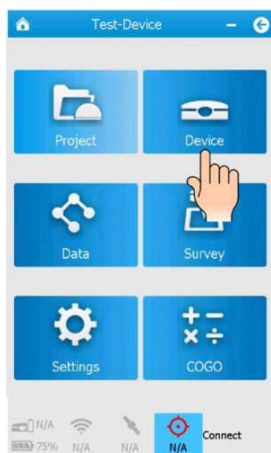 Test-Device
Project Device
Data Survey
Settings COGO
N/A
75% N/A N/A N/A Connect